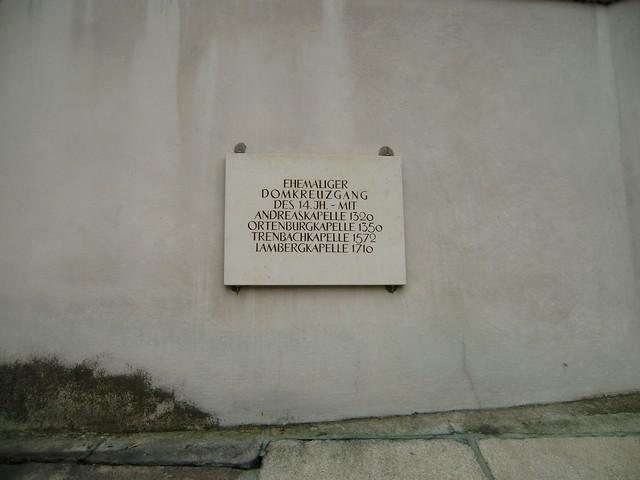 EHEMALIGER
DOMKREUZGANG
DES 14. JH. - MIT
ANDREASKAPELLE 1320
ORTENBURGKAPELLE 1350
TRENBACHKAPELLE 1572
LAMBERGKAPELLE 1710